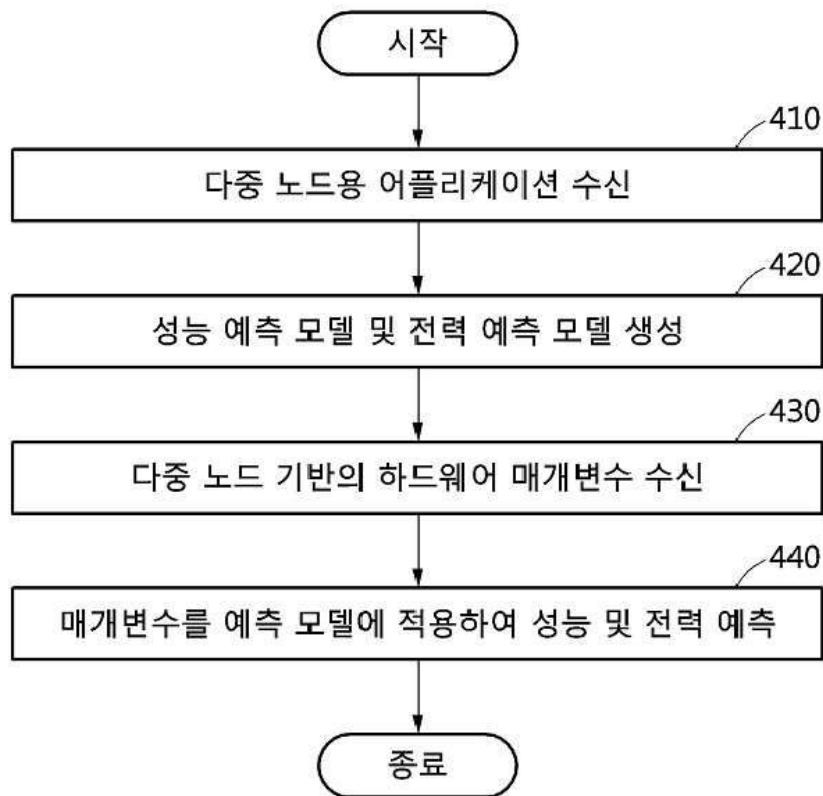 시작
410
다중 노드용 어플리케이션 수신
420
성능 예측 모델 및 전력 예측 모델 생성
430
다중 노드 기반의 하드웨어 매개변수 수신
440
매개변수를 예측 모델에 적용하여 성능 및 전력 예측
종료